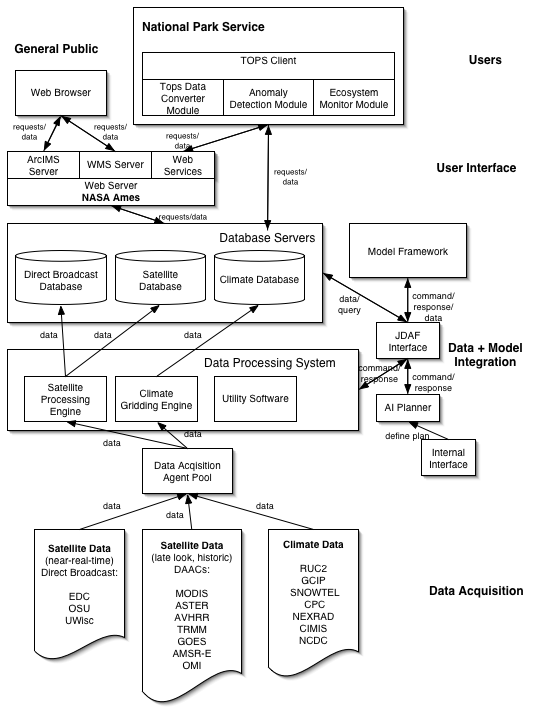 National Park Service
General Public
TOPS Client
Users
Web Browser
Tops Data
Converter
Module
Anomaly
Detection Module
Ecosystem
Monitor Module
requests/
data
requests/
data
requests/
data
ArcIMS
Server
WMS Server
Web
Services
User Interface
requests/
data
Web Server
NASA Ames
requests/data
Database Servers
Direct Broadcast
Database
Satellite
Database
Climate Database
Model Framework
data/
query
command/
response/
data
data
data
data
JDAF
Interface
Data + Model
Integration
Data Processing System
command/
response
command/
response
Satellite
Processing
Engine
Climate
Gridding Engine
Utility Software
AI Planner
define plan
data
data
Internal
Interface
Data Acqisition
Agent Pool
data
data
data
Satellite Data
(near-real-time)
Direct Broadcast:
EDC
OSU
UWisc
Satellite Data
(late look, historic)
DAACs:
MODIS
ASTER
AVHRR
TRMM
GOES
AMSR-E
OMI
Climate Data
RUC2
GCIP
SNOWTEL
CPC
NEXRAD
CIMIS
NCDC
Data Acquisition